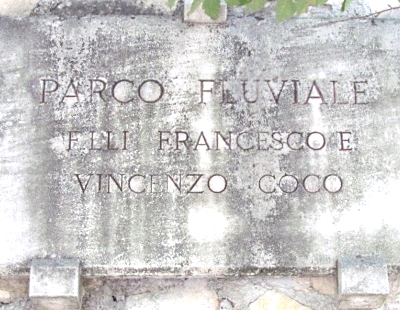 PARCO FLUVIALE
F.LLI FRANCESCO E
VINCENZO COCO